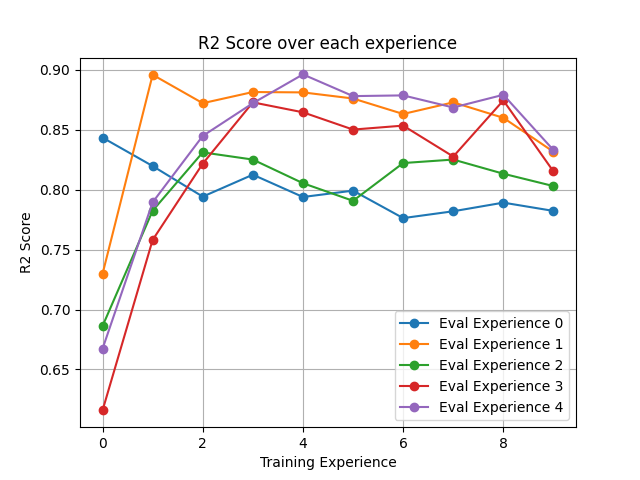 R2 Score over each experience
0.90
0.85
0.80
0.75
0.70
0.65
R2 Score
0
2
4
6
8
Training Experience
Eval Experience 0
Eval Experience 1
Eval Experience 2
Eval Experience 3
Eval Experience 4